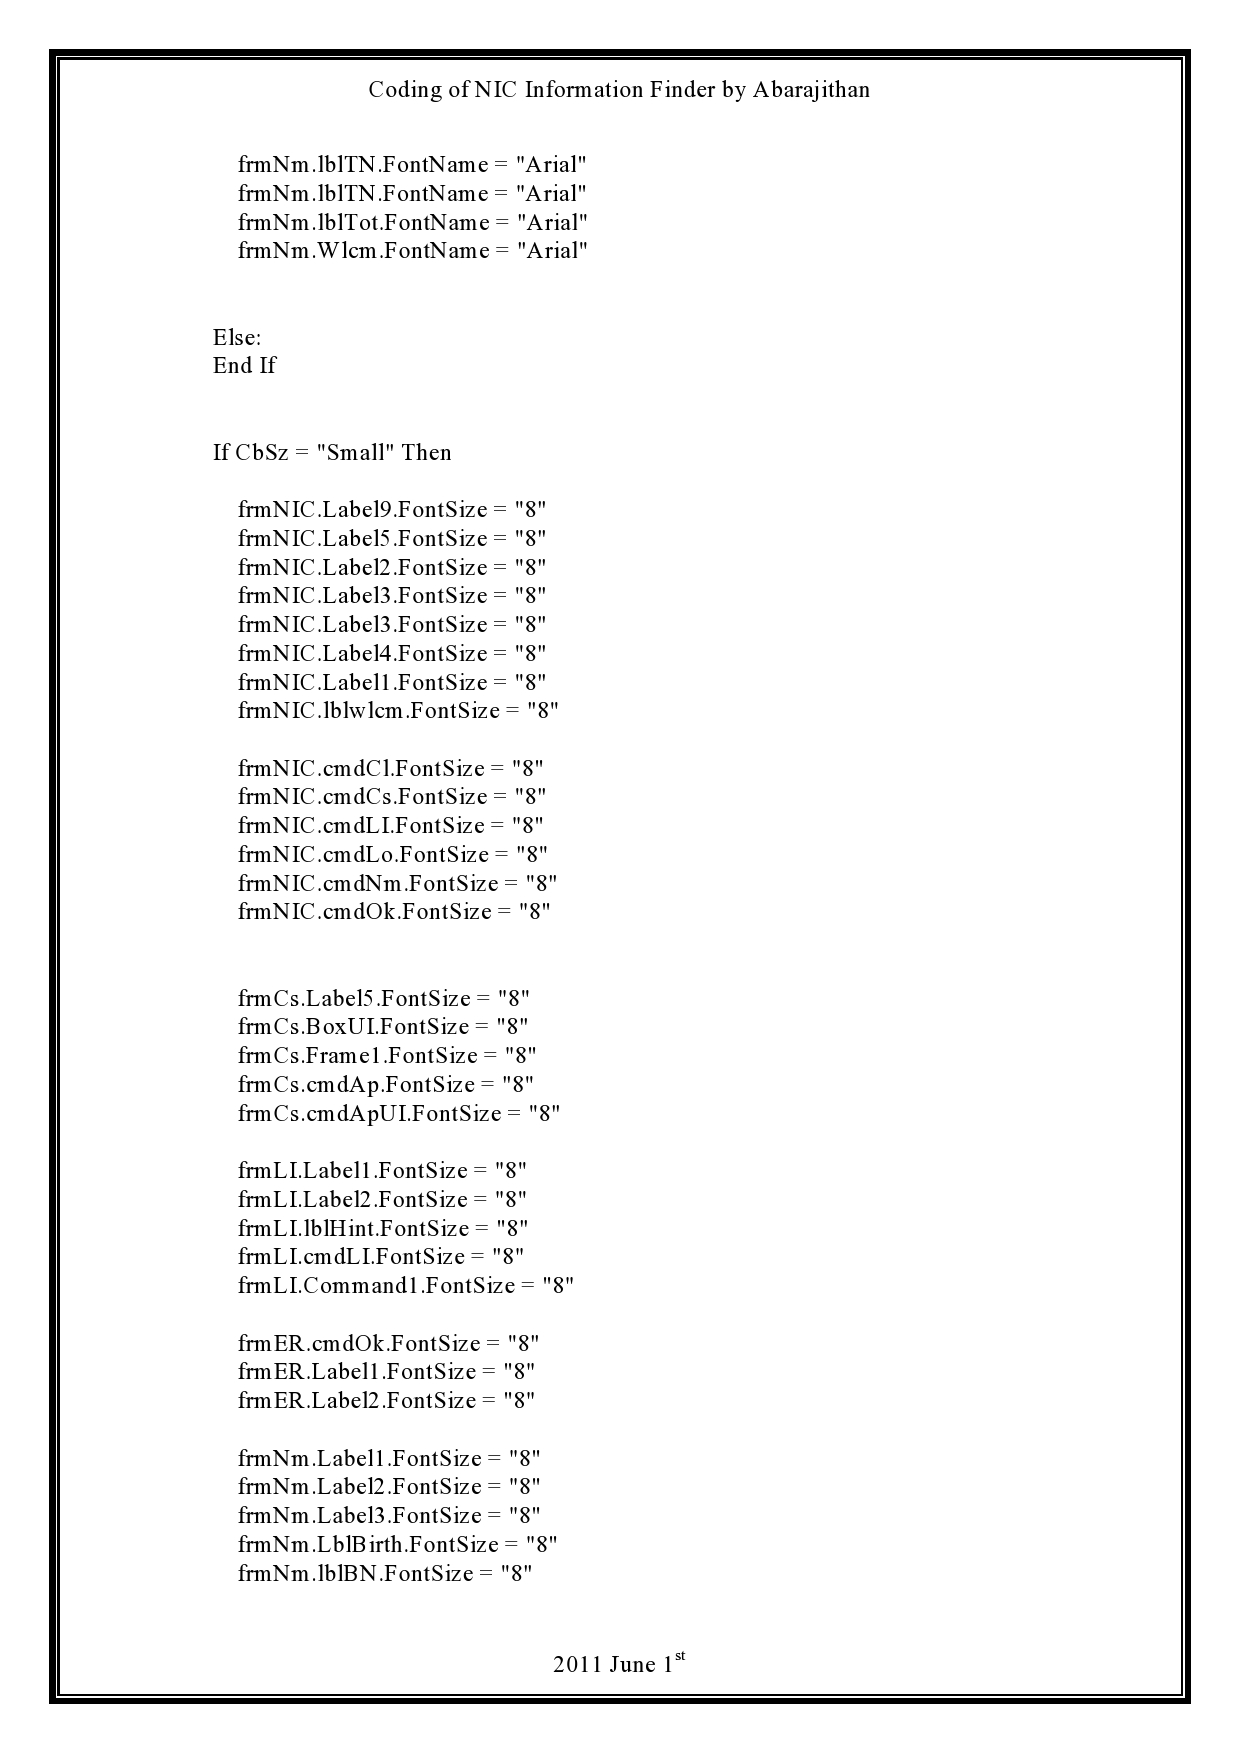 Coding of NIC Information Finder by Abarajithan
frmNm.lblTN.FontName = "Arial"
frmNm.lblTN.FontName = "Arial"
frmNm.lblTot.FontName = "Arial"
frmNm.Wlcm.FontName = "Arial"
Else:
End If
If CbSz = "Small" Then
frmNIC.Label9.FontSize = "8"
frmNIC.Label5.FontSize = "8"
frmNIC.Label2.FontSize = "8"
frmNIC.Label3.FontSize = "8"
frmNIC.Label3.FontSize = "8"
frmNIC.Label4.FontSize = "8"
frmNIC.Label1.FontSize = "8"
frmNIC.lblwlcm.FontSize = "8"
frmNIC.cmdCl.FontSize = "8"
frmNIC.cmdCs.FontSize = "8"
frmNIC.cmdLI.FontSize = "8"
frmNIC.cmdLo.FontSize = "8"
frmNIC.cmdNm.FontSize = "8"
frmNIC.cmdOk.FontSize = "8"
frmCs.Label5.FontSize = "8"
frmCs.BoxUI.FontSize = "8"
frmCs.Frame1.FontSize = "8"
frmCs.cmdAp.FontSize = "8"
frmCs.cmdApUI.FontSize = "8"
frmLI.Label1.FontSize = "8"
frmLI.Label2.FontSize = "8"
frmLI.lblHint.FontSize = "8"
frmLI.cmdLI.FontSize = "8"
frmLI.Command1.FontSize = "8"
frmER.cmdOk.FontSize = "8"
frmER.Label1.FontSize = "8"
frmER.Label2.FontSize = "8"
frmNm.Label1.FontSize = "8"
frmNm.Label2.FontSize = "8"
frmNm.Label3.FontSize = "8"
frmNm.LblBirth.FontSize = "8"
frmNm.lblBN.FontSize = "8"
2011 June 1st